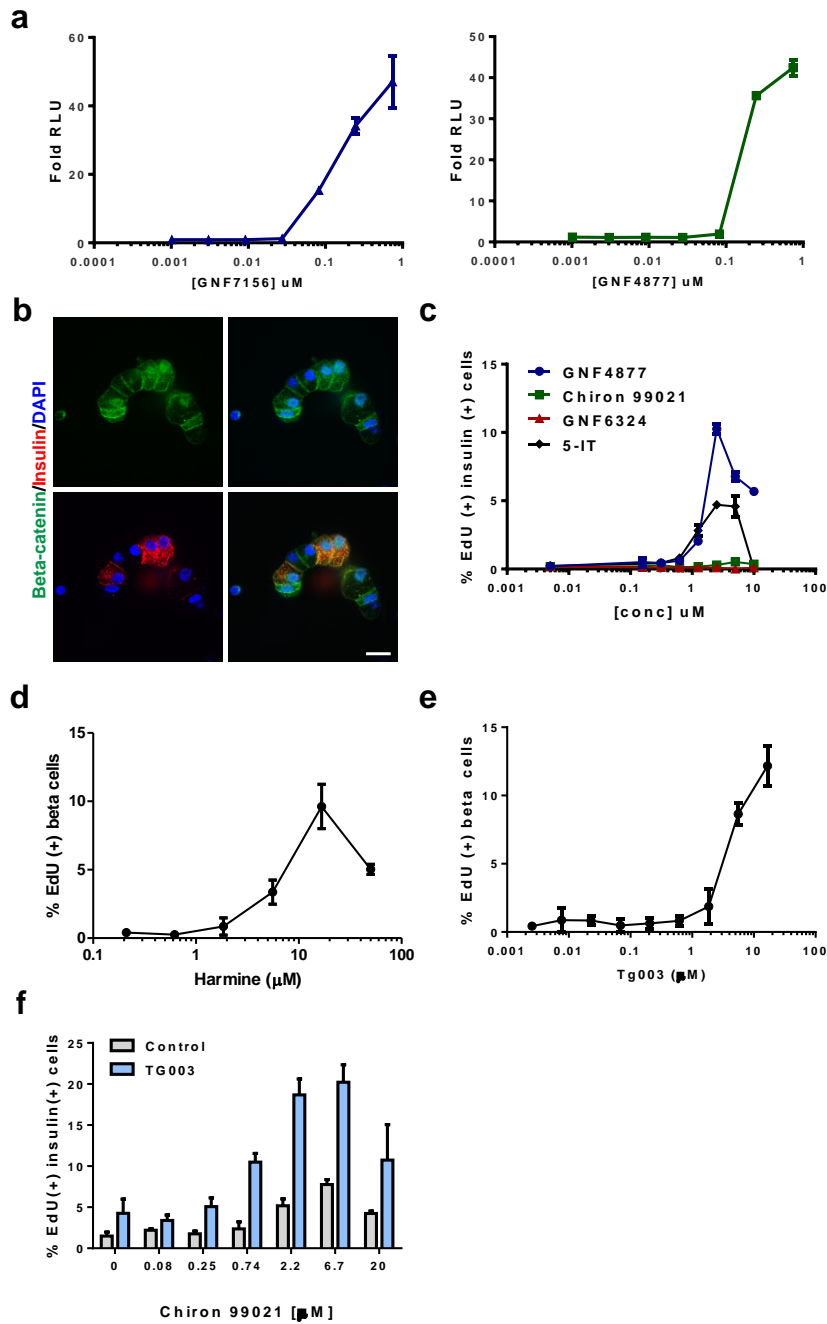 a
60
40
20
0
Fold RLU
0.0001
0.001
0.01
0.1
1
[GNF7156] uM
50
40
30
20
10
0
Fold RLU
0.0001
0.001
0.01
0.1
1
[GNF4877] uM
b
Beta-catenin/Insulin/DAPI
c
15
10
5
0
% EdU (+) insulin (+) cells
GNF4877
Chiron 99021
GNF6324
5-IT
0.001
0.01
0.1
1
10
100
[conc] uM
d
15
10
5
0
% EdU (+) beta cells
0.1
1
10
100
Harmine (μM)
e
15
10
5
0
% EdU (+) beta cells
0.001
0.01
0.1
1
10
100
Tg003 (μM)
f
25
20
15
10
5
0
% EdU (+) insulin(+) cells
Control
TG003
0
0.08
0.25
0.74
2.2
6.7
20
Chiron 99021 [μM]